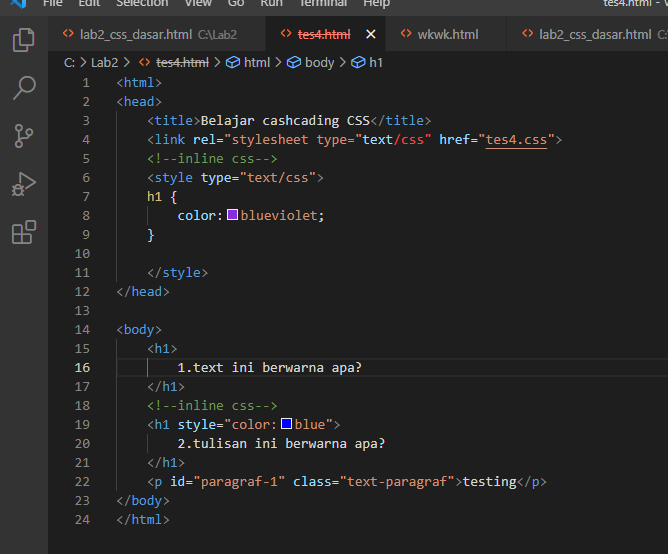 File Edit Selection View Go Run Terminal Help tes4.html - V
lab2_css_dasar.html C:\Lab2 tes4.html wkwk.html lab2_css_dasar.html C:
C: > Lab2 > tes4.html > html > body > h1
1 <html>
2 <head>
3 <title>Belajar cashcading CSS</title>
4 <link rel="stylesheet type="text/css" href="tes4.css">
5 <!--inline css-->
6 <style type="text/css">
7 h1 {
8 color:blueviolet;
9 }
10
11 </style>
12 </head>
13
14 <body>
15 <h1>
16 1.text ini berwarna apa?
17 </h1>
18 <!--inline css-->
19 <h1 style="color:blue">
20 2.tulisan ini berwarna apa?
21 </h1>
22 <p id="paragraf-1" class="text-paragraf">testing</p>
23 </body>
24 </html>